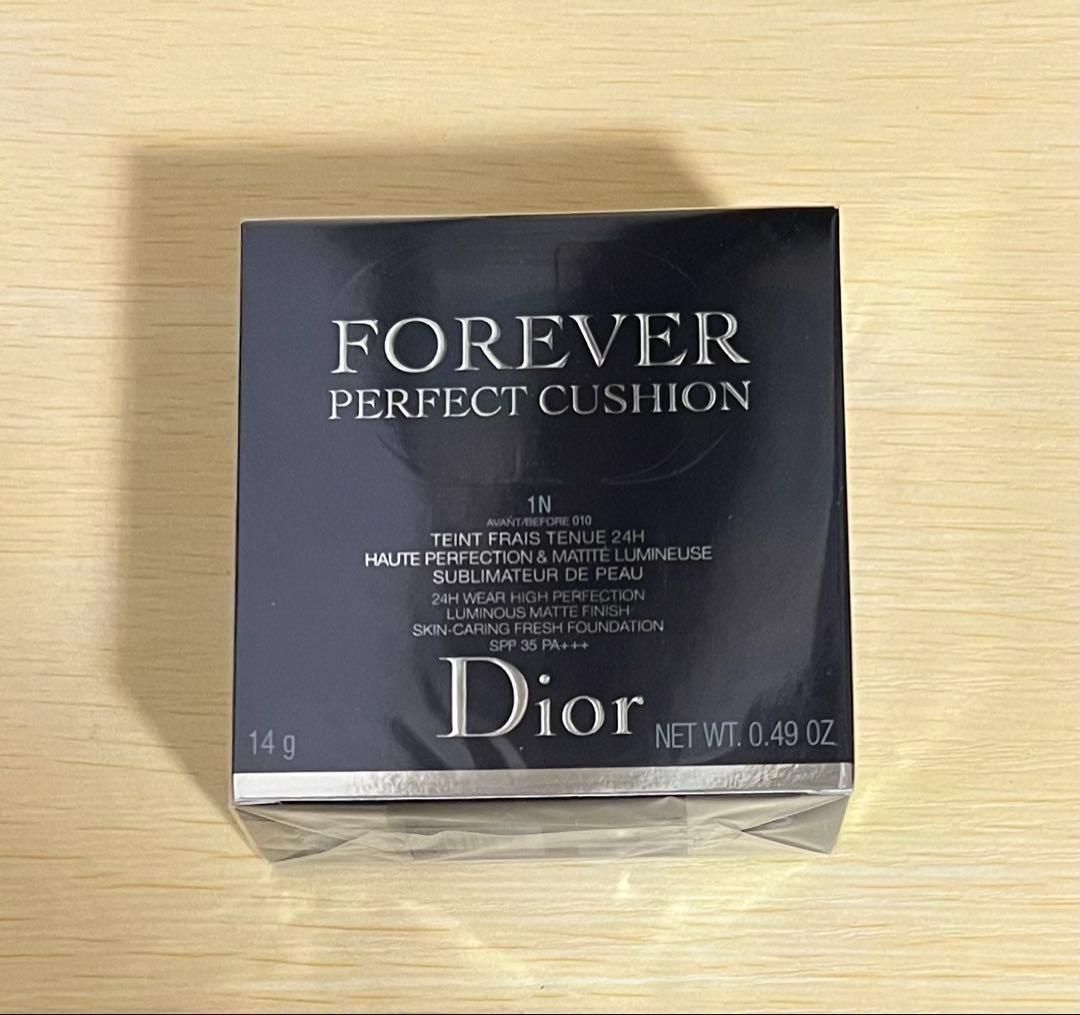 FOREVER
PERFECT CUSHION
1N
AVANT/BEFORE 010
TEINT FRAIS TENUE 24H
HAUTE PERFECTION & MATITÉ LUMINEUSE
SUBLIMATEUR DE PEAU
24H WEAR HIGH PERFECTION
LUMINOUS MATTE FINISH
SKIN-CARING FRESH FOUNDATION
SPF 35 PA+++
Dior
14 g
NET WT. 0.49 OZ